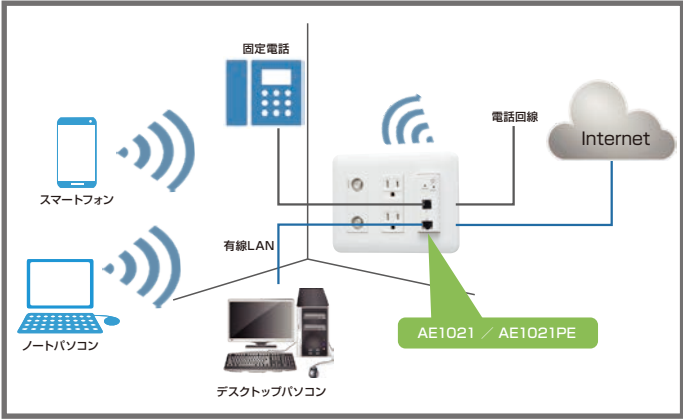 固定電話
電話回線
Internet
スマートフォン
有線LAN
AE1021 ／ AE1021PE
ノートパソコン
デスクトップパソコン